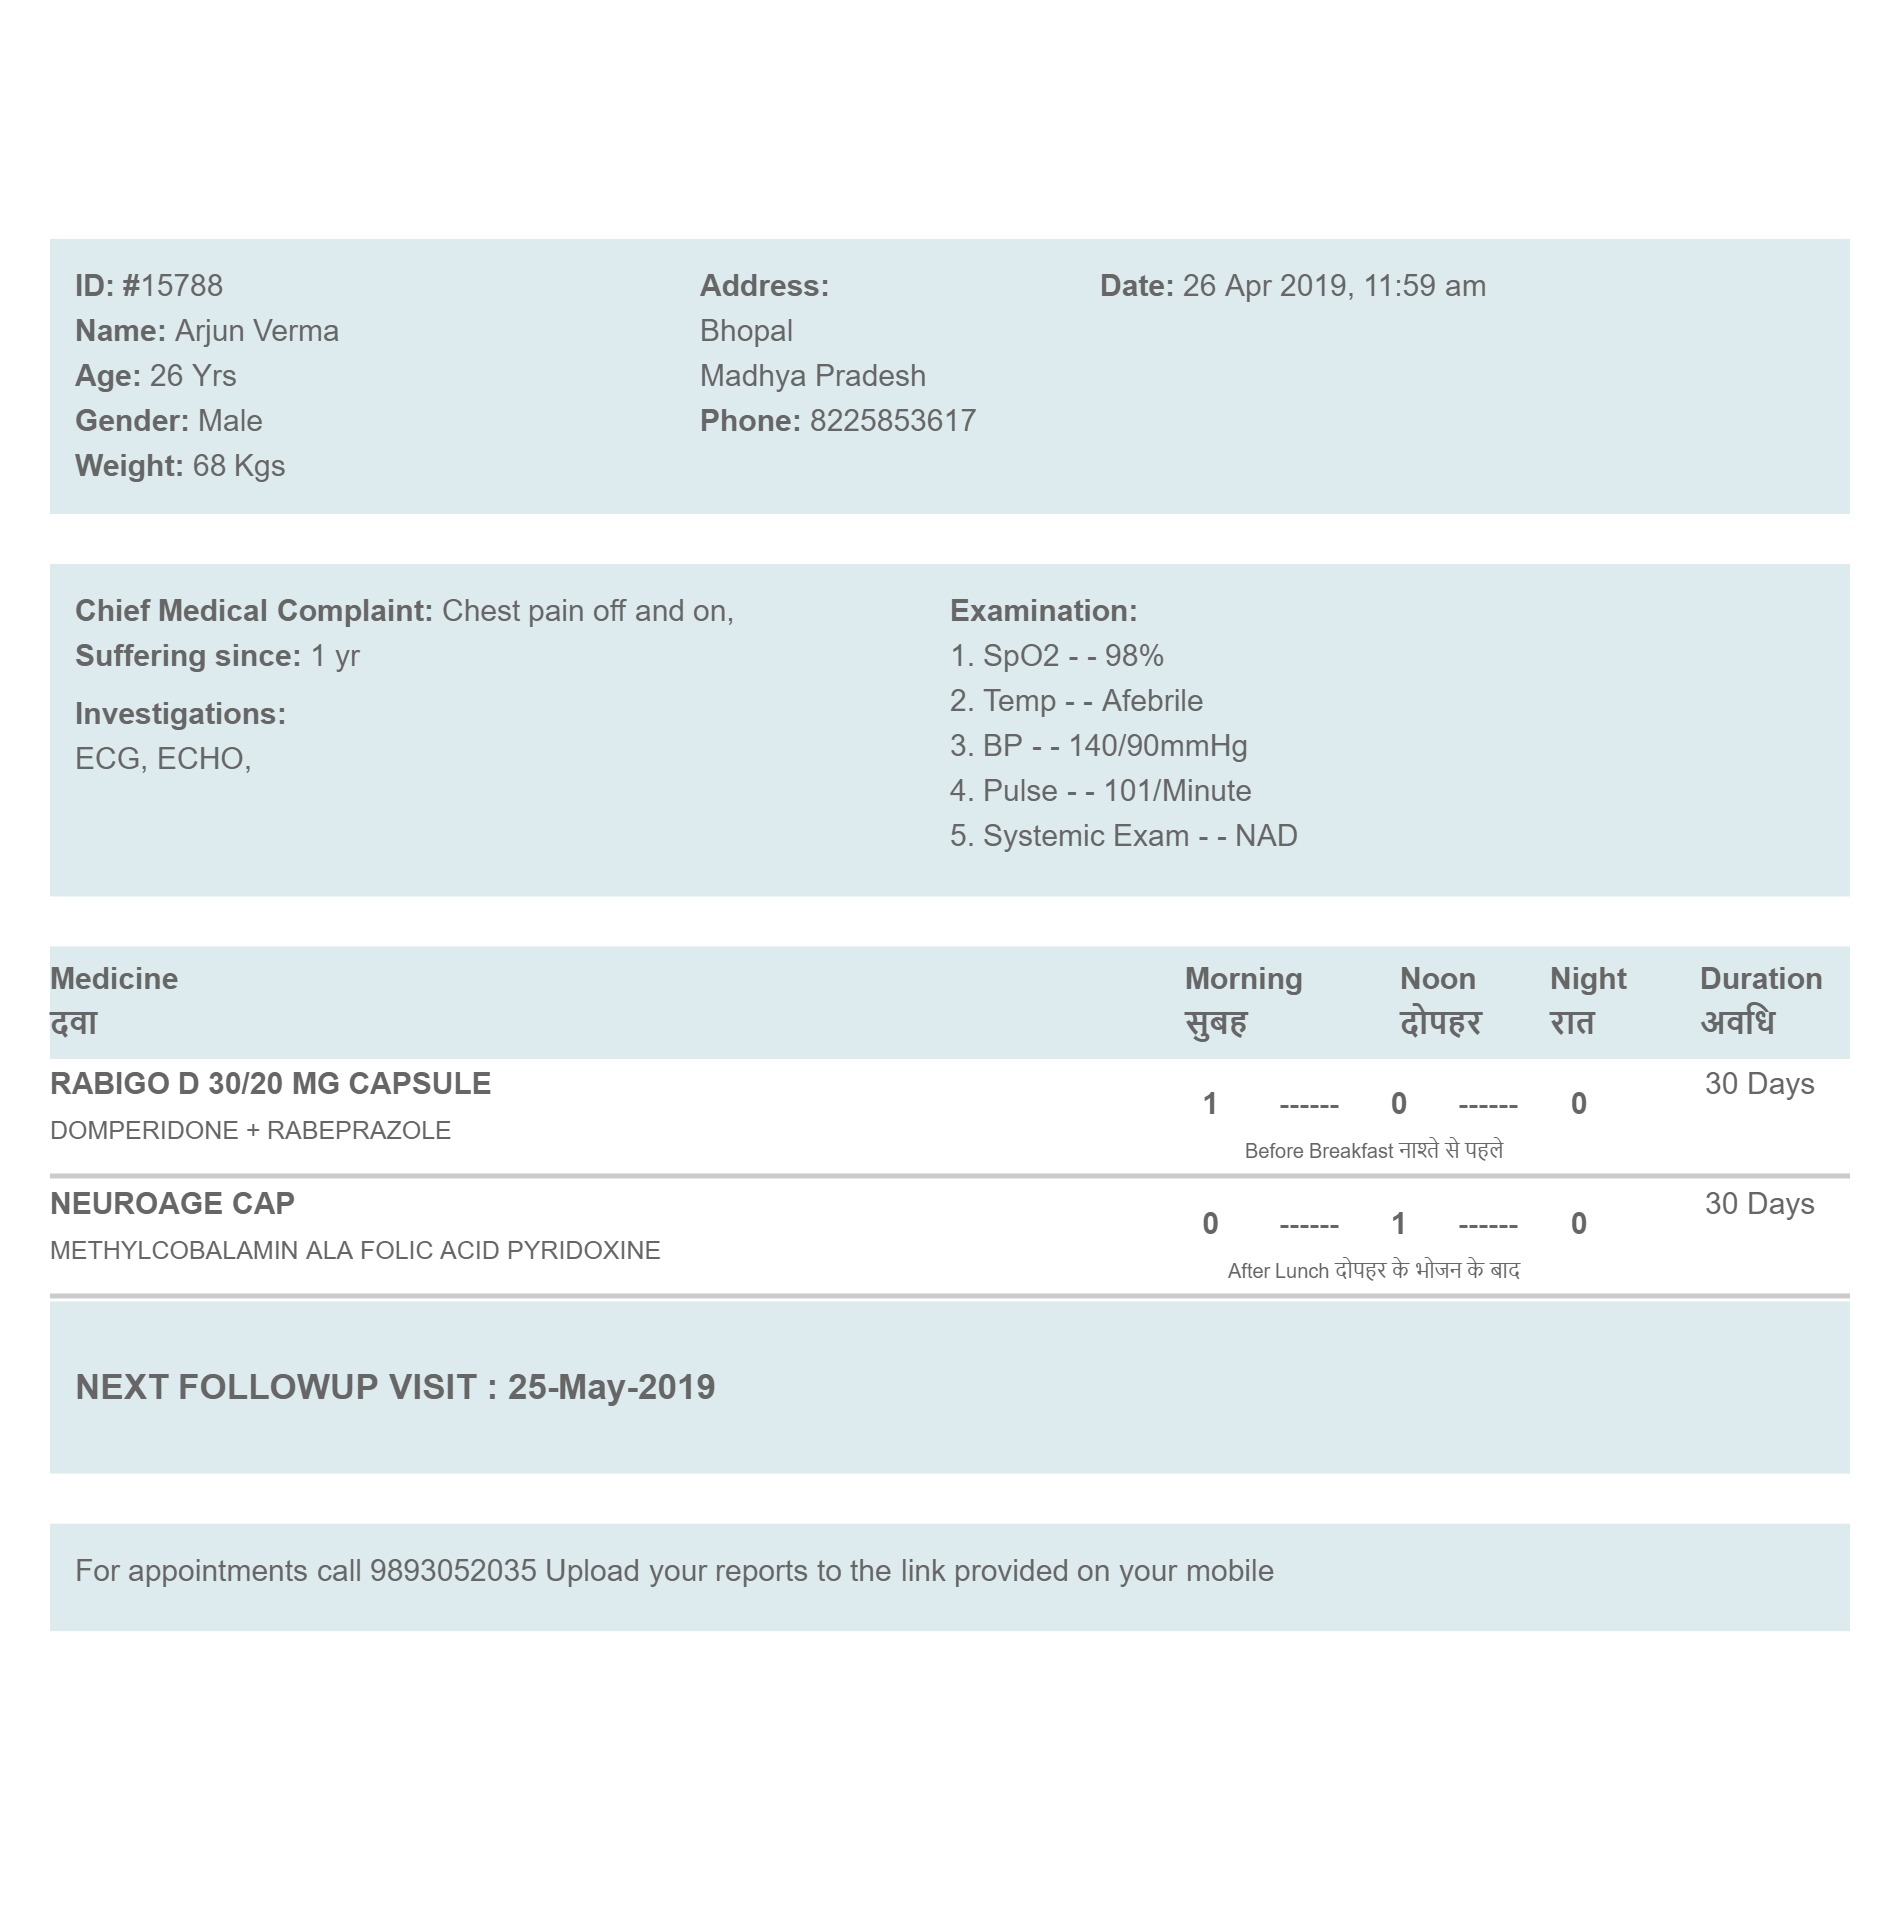 ID: #15788
Name: Arjun Verma
Age: 26 Yrs
Gender: Male
Weight: 68 Kgs
Address:
Bhopal
Madhya Pradesh
Phone: 8225853617
Date: 26 Apr 2019, 11:59 am
Chief Medical Complaint: Chest pain off and on,
Suffering since: 1 yr
Investigations:
ECG, ECHO,
Examination:
1. SpO2 - - 98%
2. Temp - - Afebrile
3. BP - - 140/90mmHg
4. Pulse - - 101/Minute
5. Systemic Exam - - NAD
Medicine Morning Noon Night Duration
दवा सुबह दोपहर रात अवधि
RABIGO D 30/20 MG CAPSULE 30 Days
1 ------ 0 ------ 0
DOMPERIDONE + RABEPRAZOLE
Before Breakfast नाश्ते से पहले
NEUROAGE CAP 30 Days
0 ------ 1 ------ 0
METHYLCOBALAMIN ALA FOLIC ACID PYRIDOXINE
After Lunch दोपहर के भोजन के बाद
NEXT FOLLOWUP VISIT : 25-May-2019
For appointments call 9893052035 Upload your reports to the link provided on your mobile